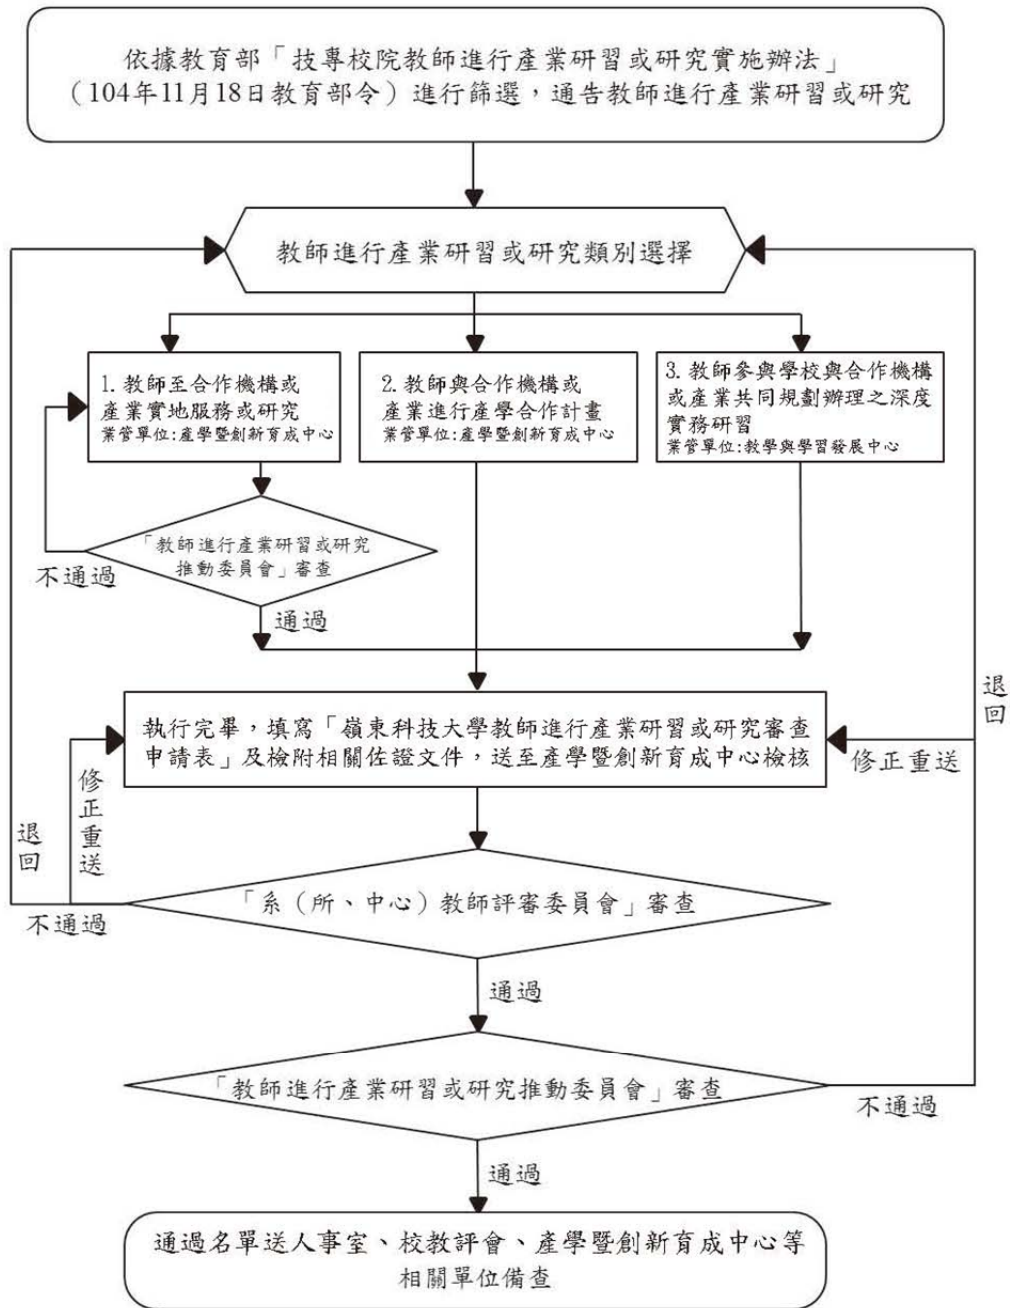 依據教育部「技專校院教師進行產業研習或研究實施辦法」
（104年11月18日教育部令）進行篩選，通告教師進行產業研習或研究
教師進行產業研習或研究類別選擇
1. 教師至合作機構或
產業實地服務或研究
業管單位:產學暨創新育成中心
2. 教師與合作機構或
產業進行產學合作計畫
業管單位:產學暨創新育成中心
3. 教師參與學校與合作機構
或產業共同規劃辦理之深度
實務研習
業管單位:教學與學習發展中心
「教師進行產業研習或研究
推動委員會」審查
不通過
通過
執行完畢，填寫「嶺東科技大學教師進行產業研習或研究審查
申請表」及檢附相關佐證文件，送至產學暨創新育成中心檢核
修正重送
退回
修正重送
退回
「系（所、中心）教師評審委員會」審查
不通過
通過
「教師進行產業研習或研究推動委員會」審查
不通過
通過
通過名單送人事室、校教評會、產學暨創新育成中心等
相關單位備查